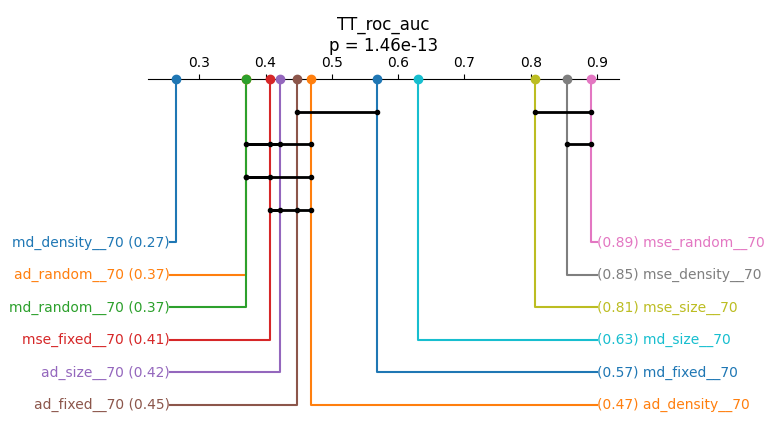 TT_roc_auc
p = 1.46e-13
0.3 0.4 0.5 0.6 0.7 0.8 0.9
md_density__70 (0.27)
(0.89) mse_random__70
ad_random__70 (0.37)
(0.85) mse_density__70
md_random__70 (0.37)
(0.81) mse_size__70
mse_fixed__70 (0.41)
(0.63) md_size__70
ad_size__70 (0.42)
(0.57) md_fixed__70
ad_fixed__70 (0.45)
(0.47) ad_density__70